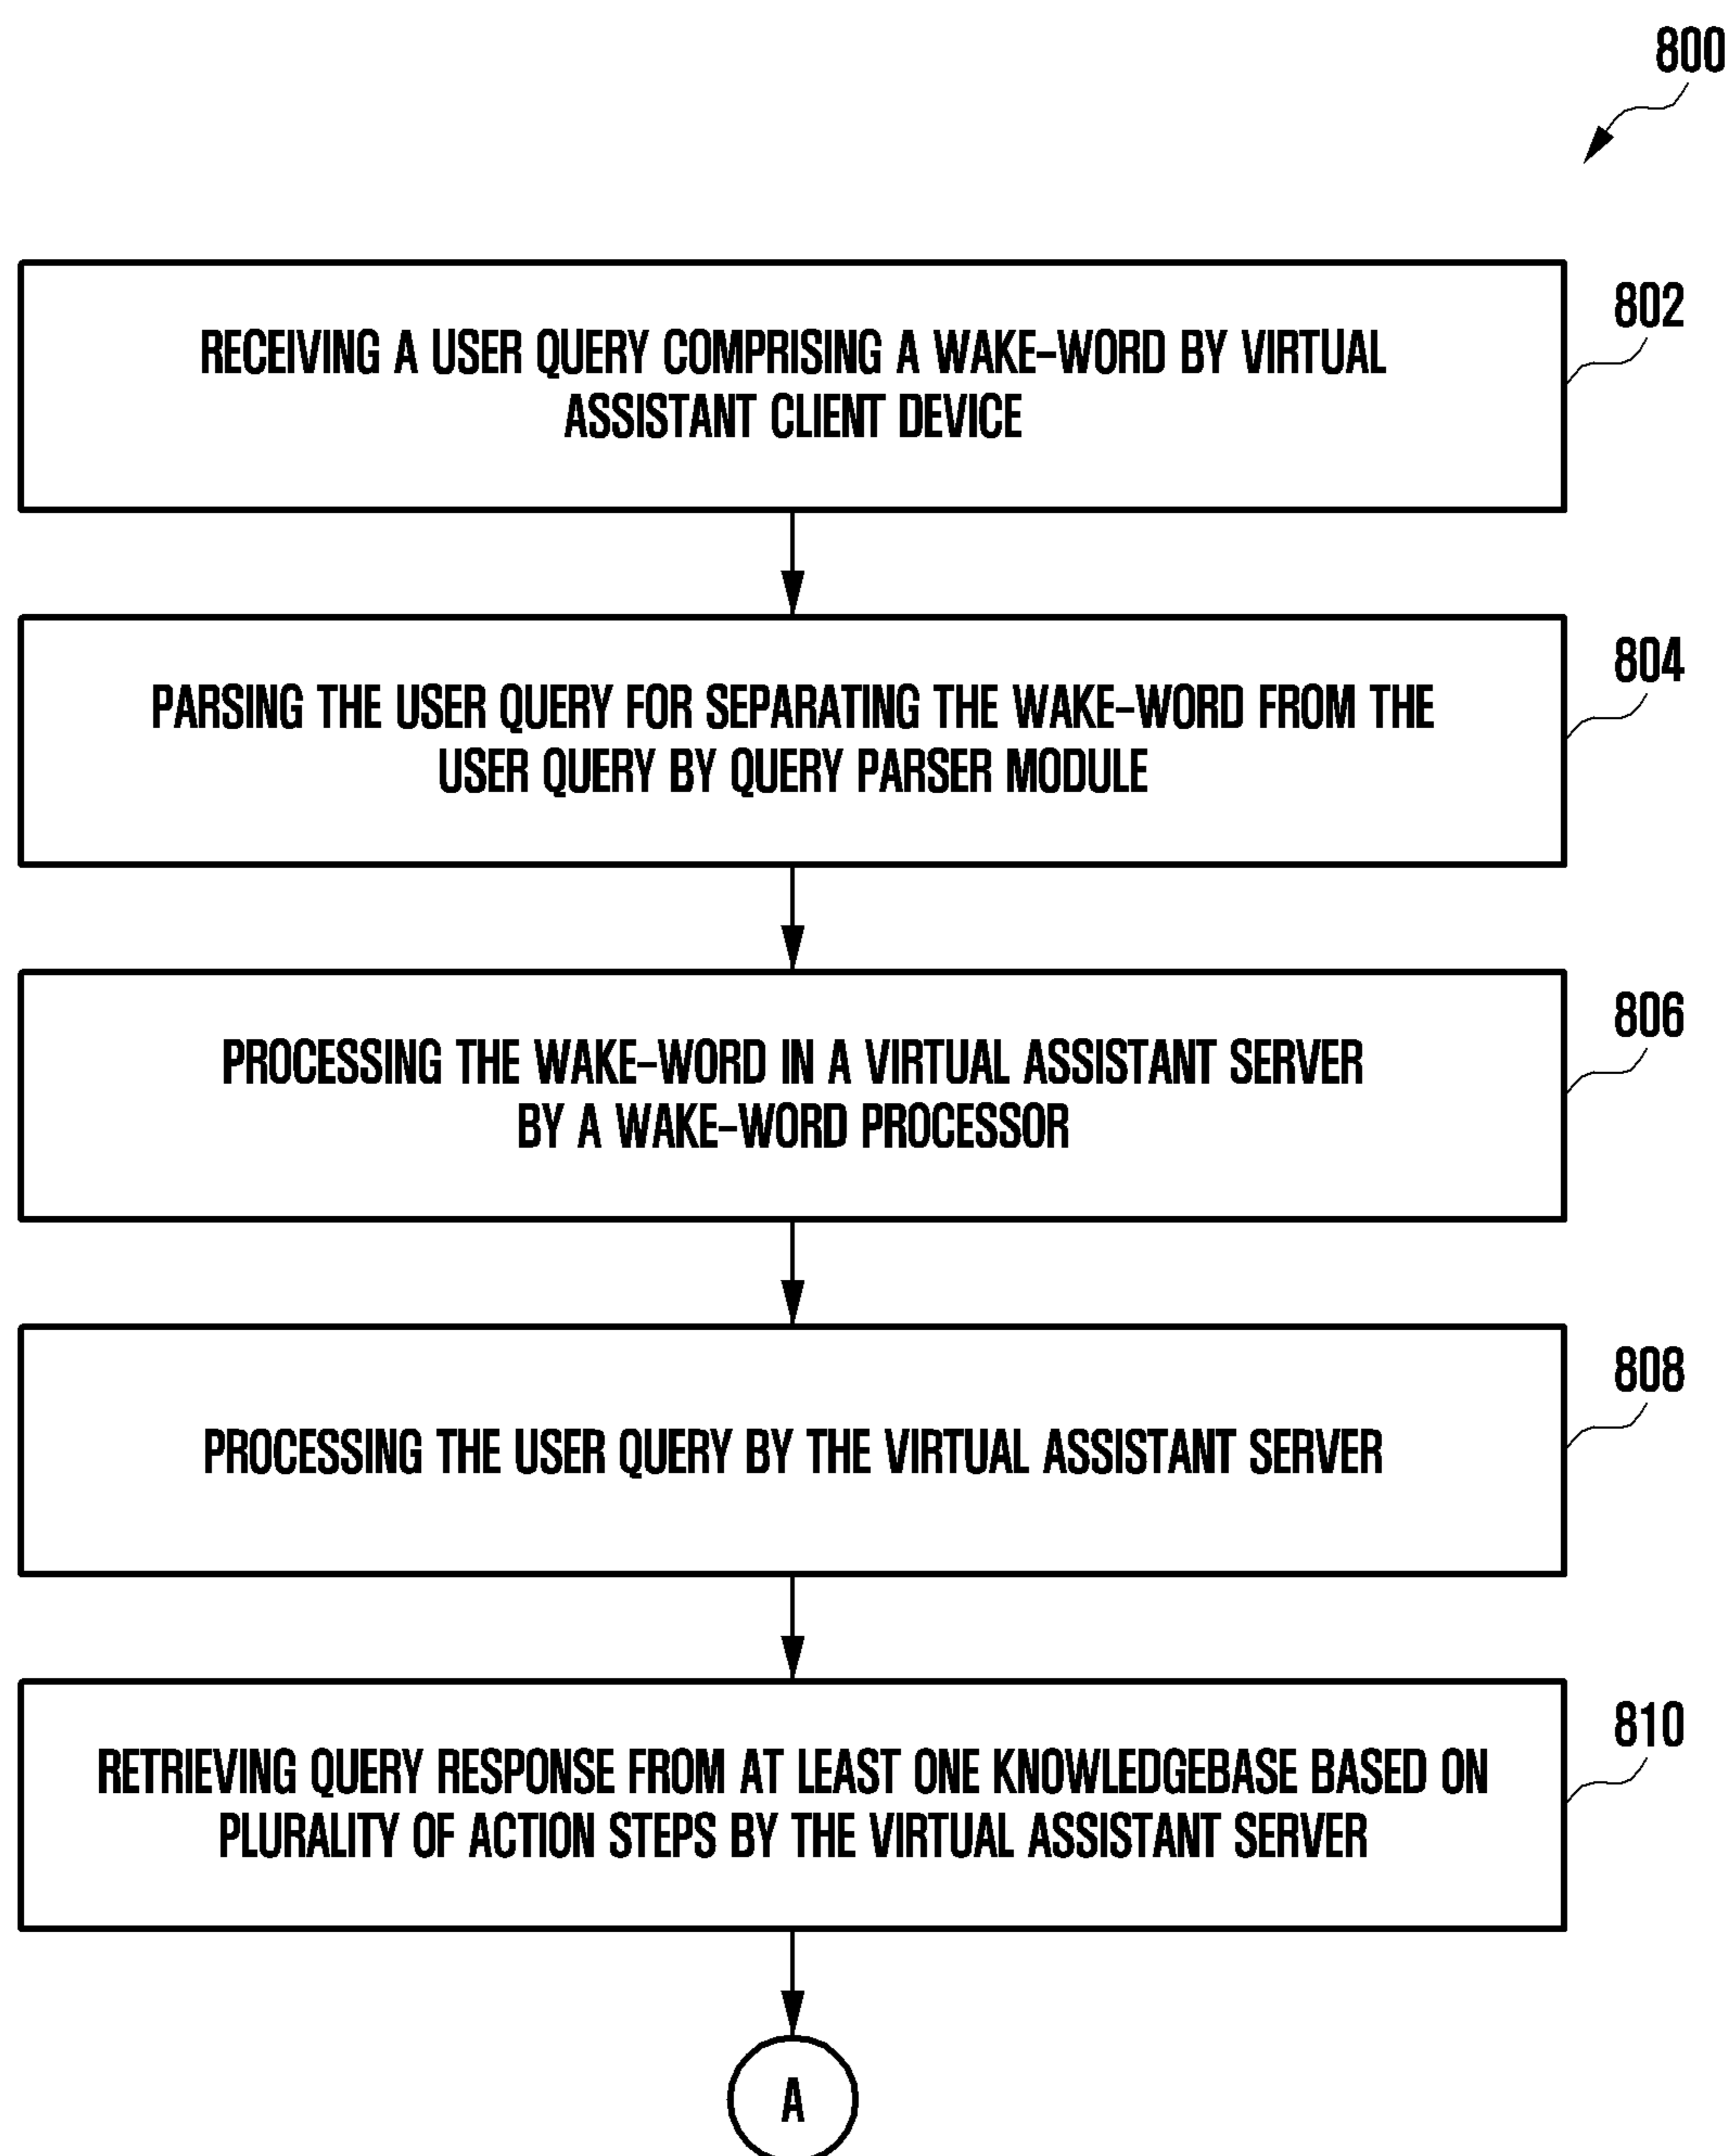 800
RECEIVING A USER QUERY COMPRISING A WAKE-WORD BY VIRTUAL
ASSISTANT CLIENT DEVICE
802
PARSING THE USER QUERY FOR SEPARATING THE WAKE-WORD FROM THE
USER QUERY BY QUERY PARSER MODULE
804
PROCESSING THE WAKE-WORD IN A VIRTUAL ASSISTANT SERVER
BY A WAKE-WORD PROCESSOR
806
PROCESSING THE USER QUERY BY THE VIRTUAL ASSISTANT SERVER
808
RETRIEVING QUERY RESPONSE FROM AT LEAST ONE KNOWLEDGEBASE BASED ON
PLURALITY OF ACTION STEPS BY THE VIRTUAL ASSISTANT SERVER
810
A